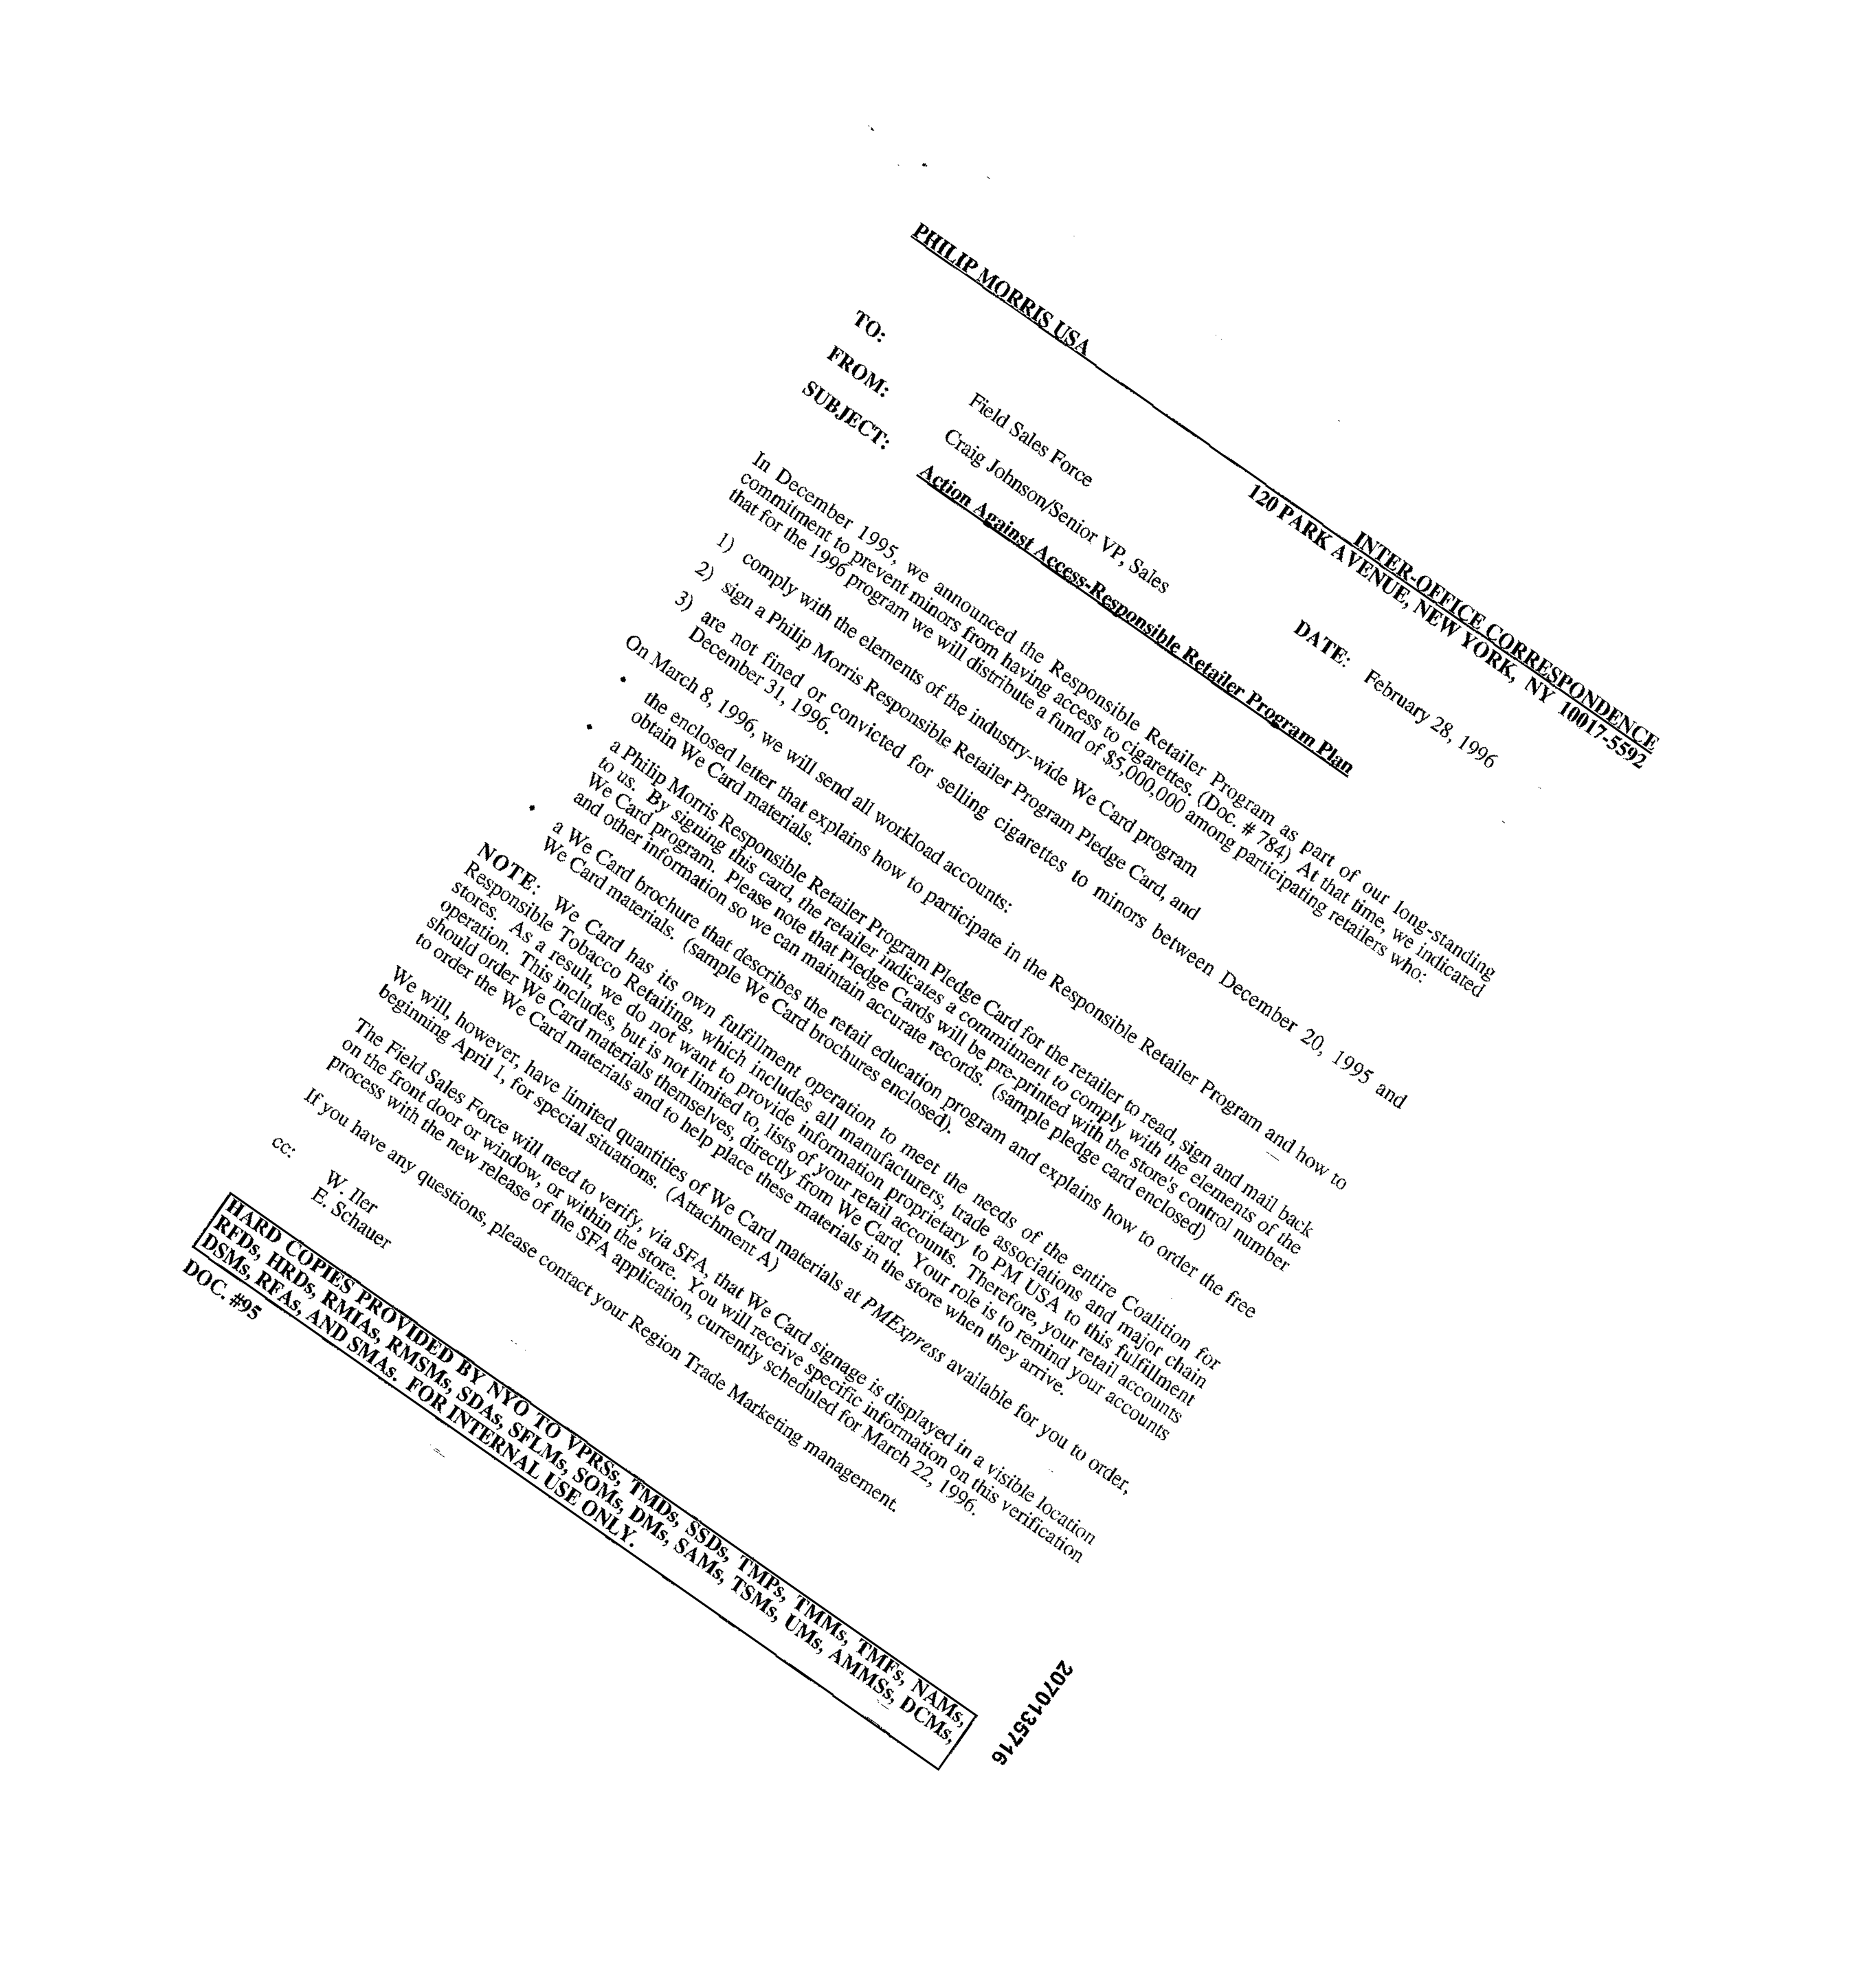 PHILIP MORRIS USA
INTER-OFFICE CORRESPONDENCE
120 PARK AVENUE, NEW YORK, NY 10017-5592
TO: Field Sales Force
DATE: February 28, 1996
FROM: Craig Johnson/Senior VP, Sales
SUBJECT: Action Against Access-Responsible Retailer Program Plan
In December 1995, we announced the Responsible Retailer Program as part of our long-standing
commitment to prevent minors from having access to cigarettes. (Doc. # 784) At that time, we indicated
that for the 1996 program we will distribute a fund of $5,000,000 among participating retailers who:
1) comply with the elements of the industry-wide We Card program
2) sign a Philip Morris Responsible Retailer Program Pledge Card, and
3) are not fined or convicted for selling cigarettes to minors between December 20, 1995 and
December 31, 1996.
On March 8, 1996, we will send all workload accounts:
• the enclosed letter that explains how to participate in the Responsible Retailer Program and how to
obtain We Card materials.
• a Philip Morris Responsible Retailer Program Pledge Card for the retailer to read, sign and mail back
to us. By signing this card, the retailer indicates a commitment to comply with the elements of the
We Card program. Please note that Pledge Cards will be pre-printed with the store's control number
and other information so we can maintain accurate records. (sample pledge card enclosed)
• a We Card brochure that describes the retail education program and explains how to order the free
We Card materials. (sample We Card brochures enclosed).
NOTE: We Card has its own fulfillment operation to meet the needs of the entire Coalition for
Responsible Tobacco Retailing, which includes all manufacturers, trade associations and major chain
stores. As a result, we do not want to provide information proprietary to PM USA to this fulfillment
operation. This includes, but is not limited to, lists of your retail accounts. Therefore, your retail accounts
should order We Card materials themselves, directly from We Card. Your role is to remind your accounts
to order the We Card materials and to help place these materials in the store when they arrive.
We will, however, have limited quantities of We Card materials at PMExpress available for you to order,
beginning April 1, for special situations. (Attachment A)
The Field Sales Force will need to verify, via SFA, that We Card signage is displayed in a visible location
on the front door or window, or within the store. You will receive specific information on this verification
process with the new release of the SFA application, currently scheduled for March 22, 1996.
If you have any questions, please contact your Region Trade Marketing management.
cc: W. Iler
E. Schauer
HARD COPIES PROVIDED BY NYO TO VPRSs, TMDs, SSDs, TMPs, TMMs, TMFs, NAMs,
RFDs, HRDs, RMIAs, RMSMs, SDAs, SFLMs, SOMs, DMs, SAMs, TSMs, UMs, AMMSs, DCMs,
DSMs, RFAs, AND SMAs. FOR INTERNAL USE ONLY.
DOC. #95
2070135716